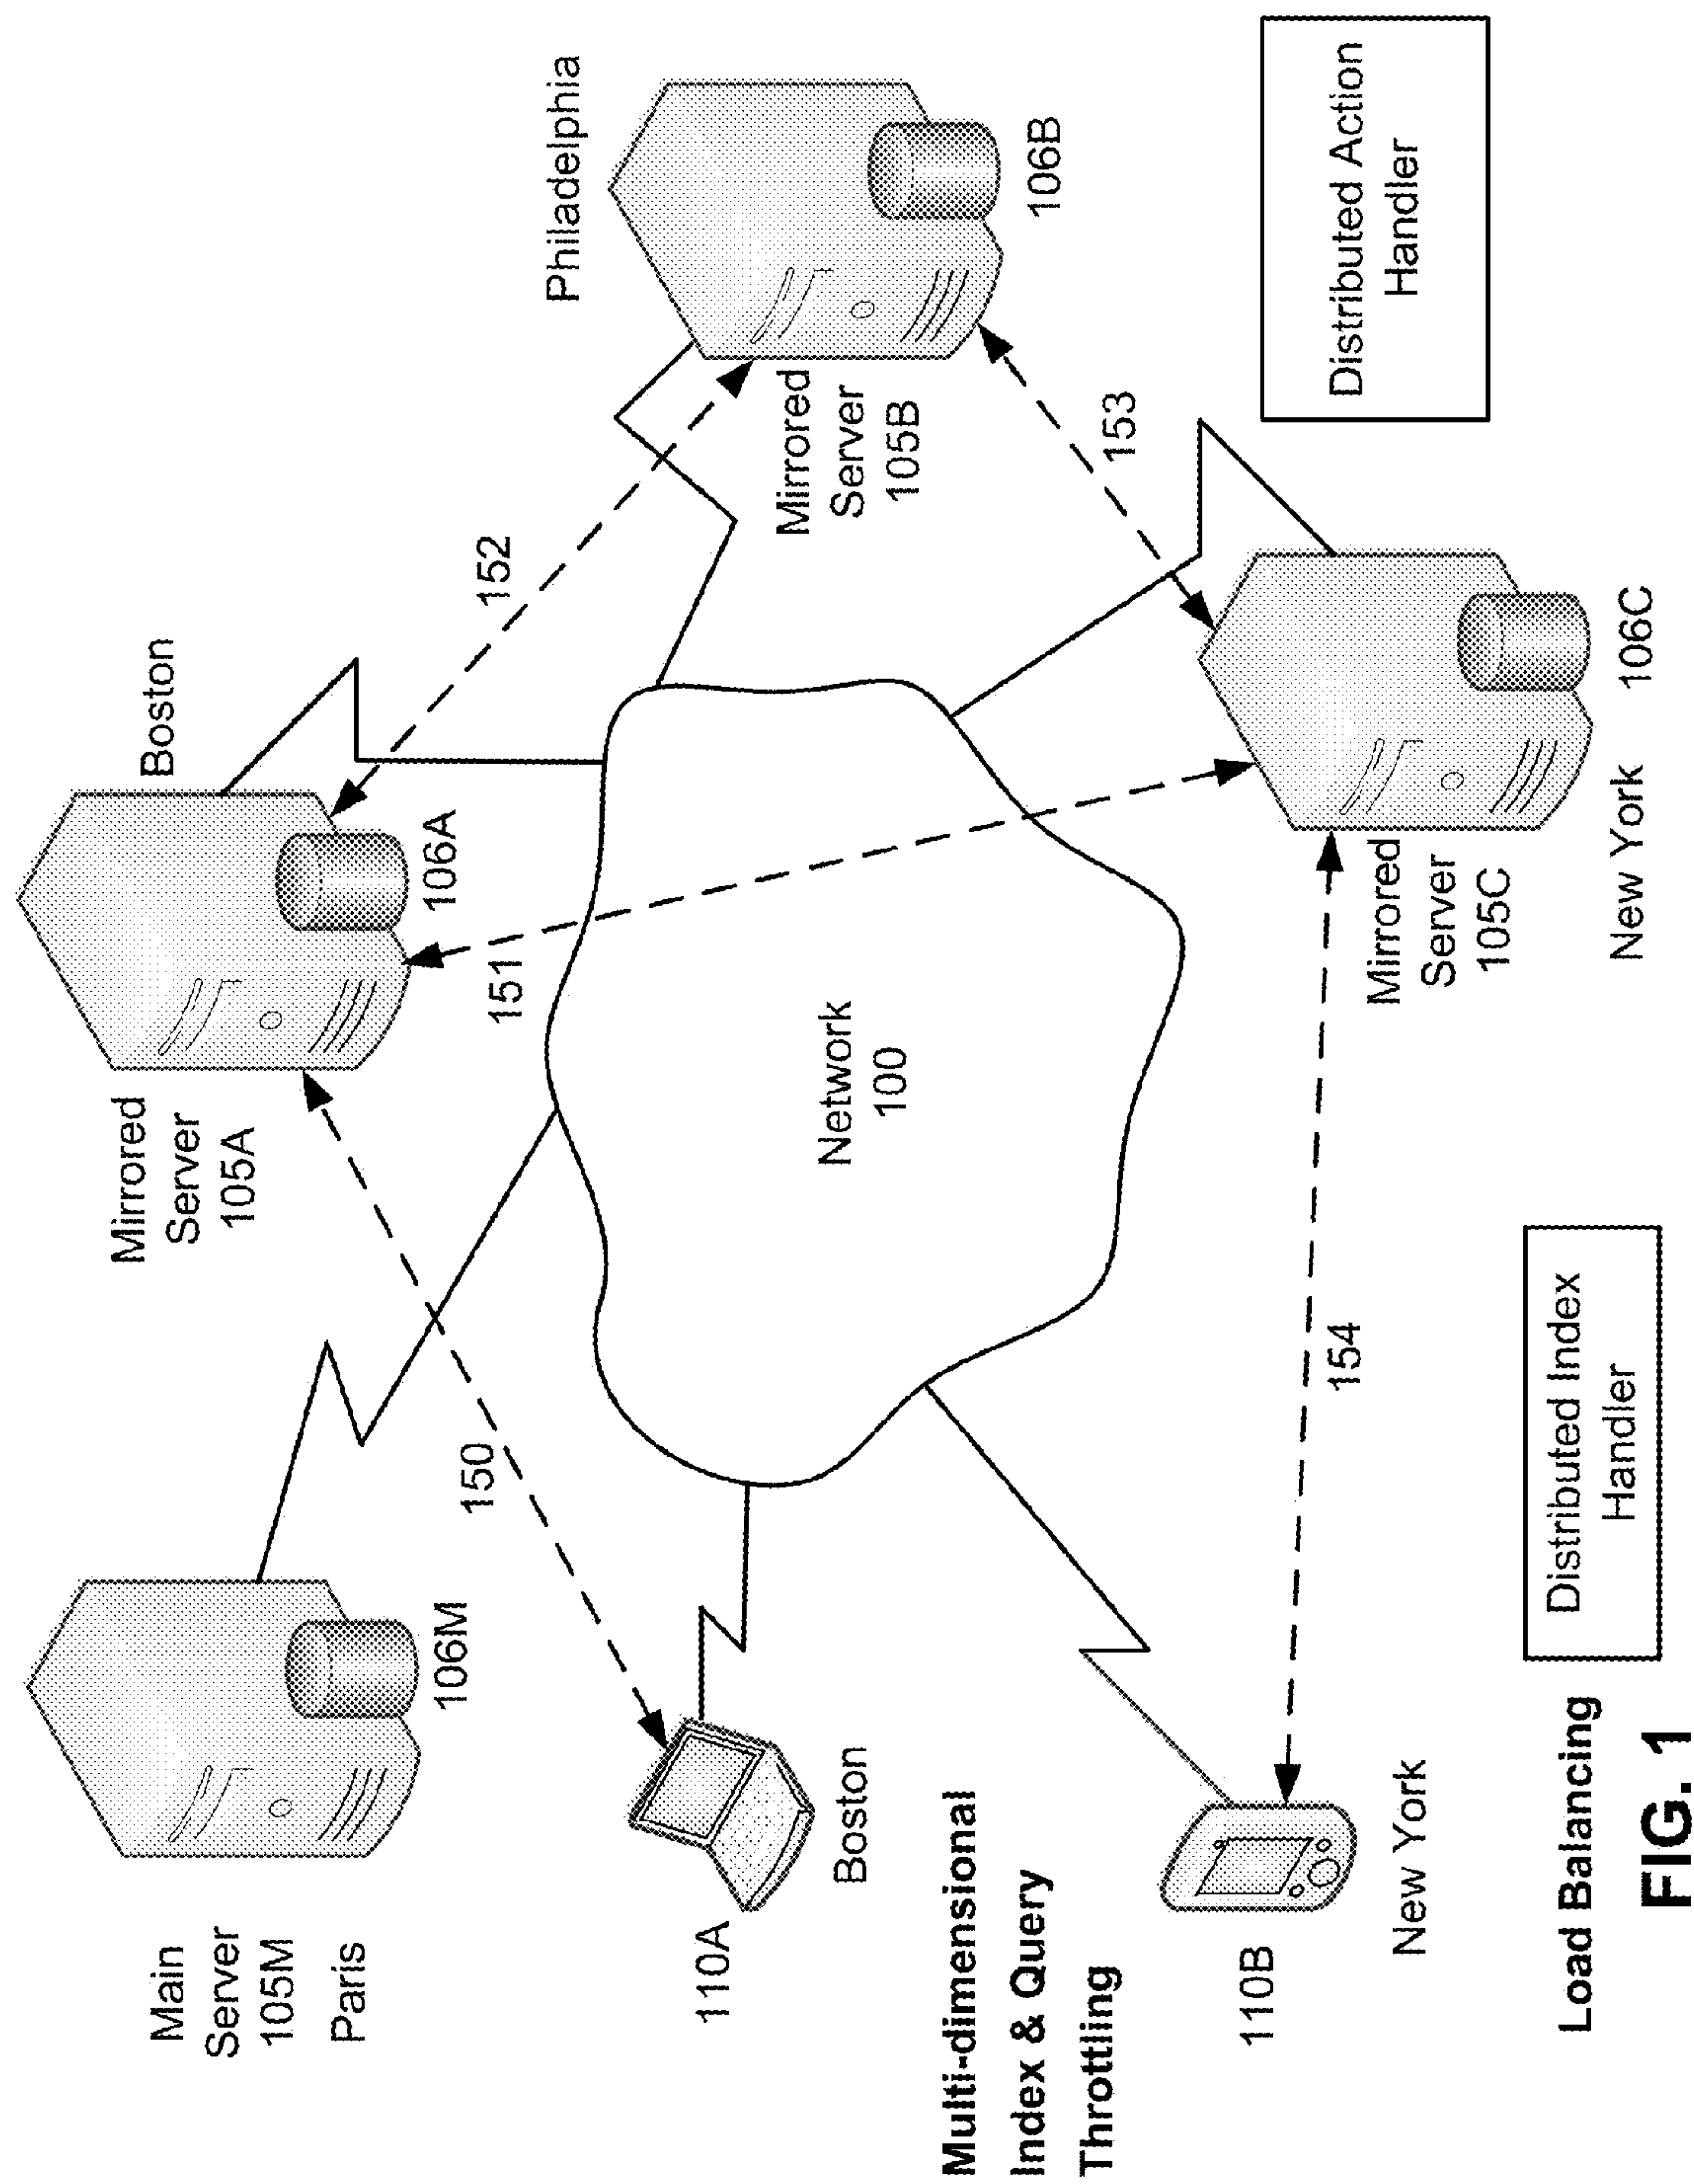 Main
Server
105M
Paris
106M
Mirrored
Server
105A
106A
Boston
150
151
152
Philadelphia
Mirrored
Server
105B
106B
153
110A
Boston
Network
100
Multi-dimensional
Index & Query
Throttling
110B
New York
154
Mirrored
Server
105C
New York
106C
Distributed Action
Handler
Distributed Index
Handler
Load Balancing
FIG. 1